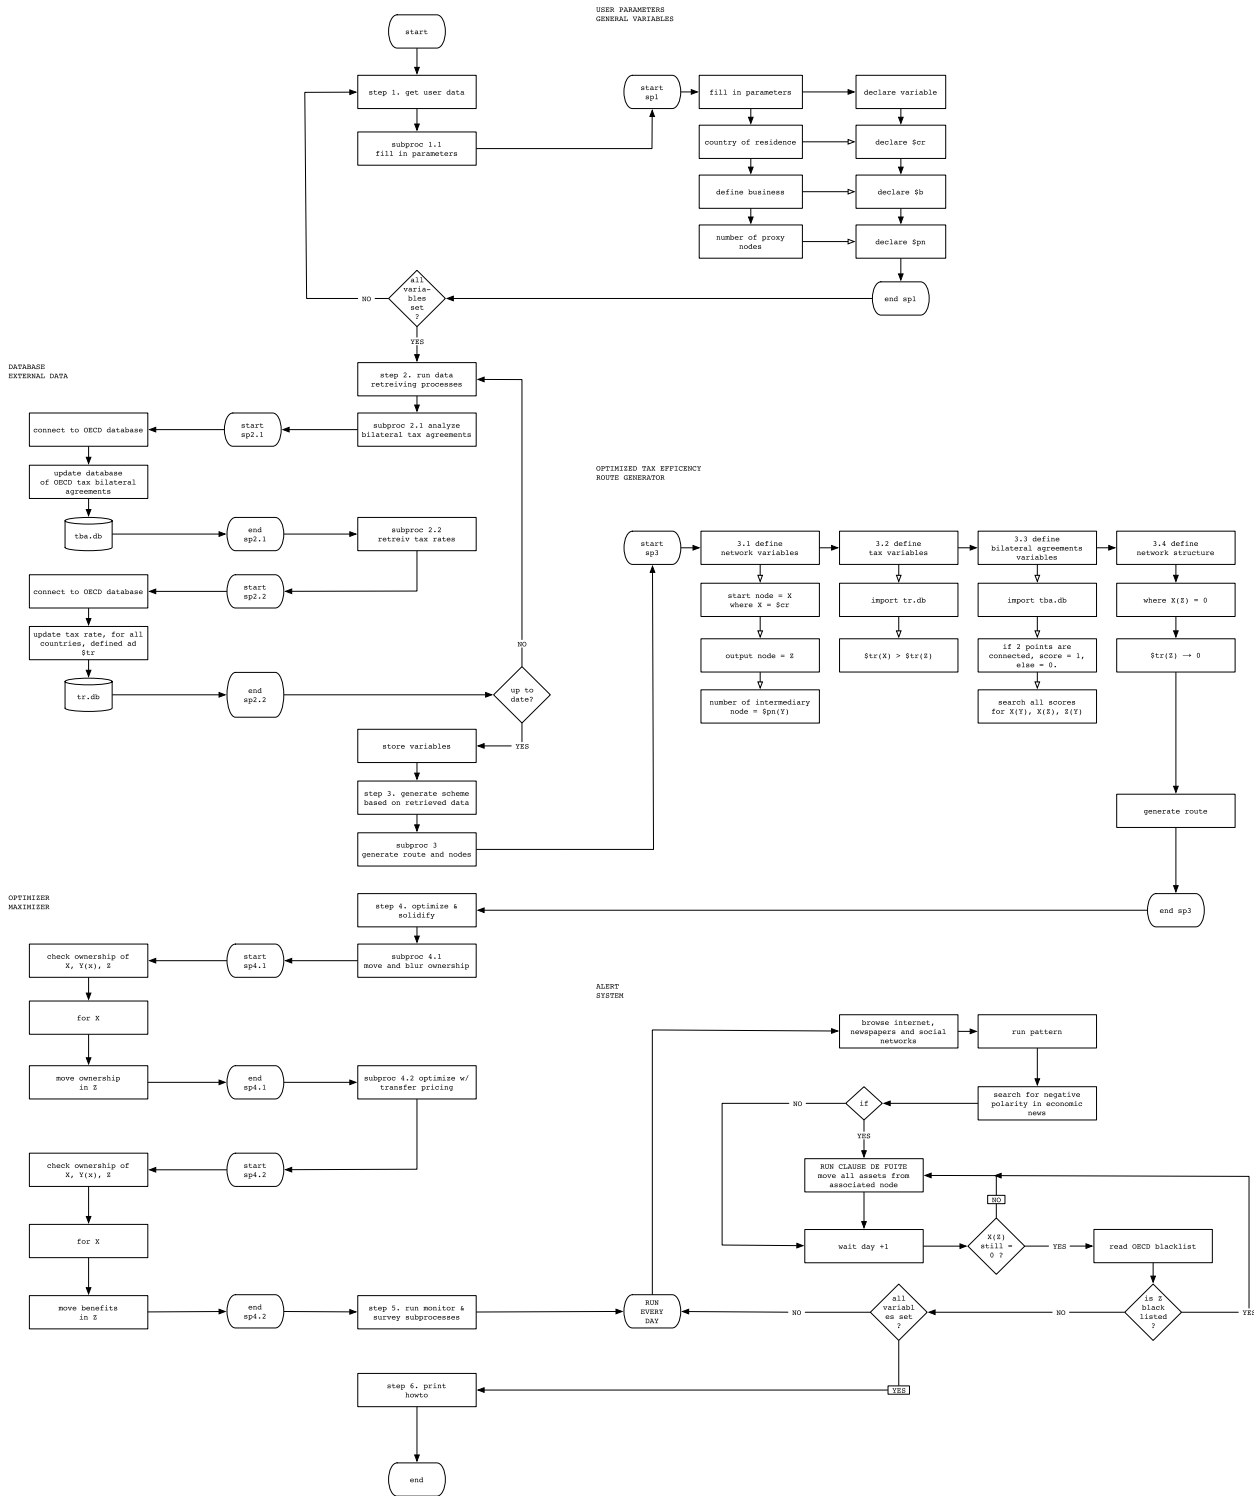 USER PARAMETERS
GENERAL VARIABLES
start
step 1. get user data
start
sp1
fill in parameters
declare variable
subproc 1.1
fill in parameters
country of residence
declare $cr
define business
declare $b
number of proxy
nodes
declare $pn
all
varia-
bles
set
?
NO
end sp1
YES
DATABASE
EXTERNAL DATA
step 2. run data
retreiving processes
connect to OECD database
start
sp2.1
subproc 2.1 analyze
bilateral tax agreements
update database
of OECD tax bilateral
agreements
tba.db
end
sp2.1
subproc 2.2
retreiv tax rates
connect to OECD database
start
sp2.2
update tax rate, for all
countries, defined ad
$tr
NO
tr.db
end
sp2.2
up to
date?
YES
store variables
step 3. generate scheme
based on retrieved data
subproc 3
generate route and nodes
OPTIMIZED TAX EFFICENCY
ROUTE GENERATOR
start
sp3
3.1 define
network variables
3.2 define
tax variables
3.3 define
bilateral agreements
variables
3.4 define
network structure
start node = X
where X = $cr
import tr.db
import tba.db
where X(Z) = 0
output node = Z
$tr(X) > $tr(Z)
if 2 points are
connected, score = 1,
else = 0.
$tr(Z) → 0
number of intermediary
node = $pn(Y)
search all scores
for X(Y), X(Z), Z(Y)
generate route
end sp3
OPTIMIZER
MAXIMIZER
step 4. optimize &
solidify
check ownership of
X, Y(x), Z
start
sp4.1
subproc 4.1
move and blur ownership
for X
move ownership
in Z
end
sp4.1
subproc 4.2 optimize w/
transfer pricing
check ownership of
X, Y(x), Z
start
sp4.2
for X
move benefits
in Z
end
sp4.2
step 5. run monitor &
survey subprocesses
ALERT
SYSTEM
browse internet,
newspapers and social
networks
run pattern
search for negative
polarity in economic
news
if
NO
YES
RUN CLAUSE DE FUITE
move all assets from
associated node
NO
wait day +1
X(Z)
still =
0 ?
YES
read OECD blacklist
RUN
EVERY
DAY
NO
all
variabl
es set
?
NO
is Z
black
listed
?
YES
YES
step 6. print
howto
end